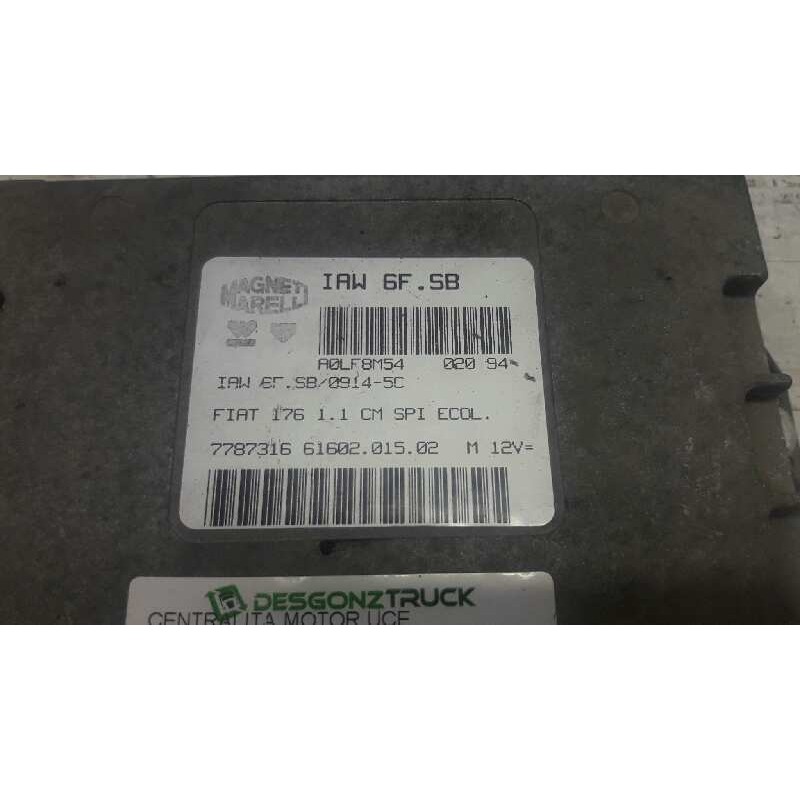 IAW 6F.SB
MAGNETI
MARELLI
A0LF8M54 020 94
IAW 6F.SB/0914-5C
FIAT 176 1.1 CM SPI ECOL.
7787316 61602.015.02 M 12V=
DESGONZTRUCK
CENTRALITA MOTOR UCE